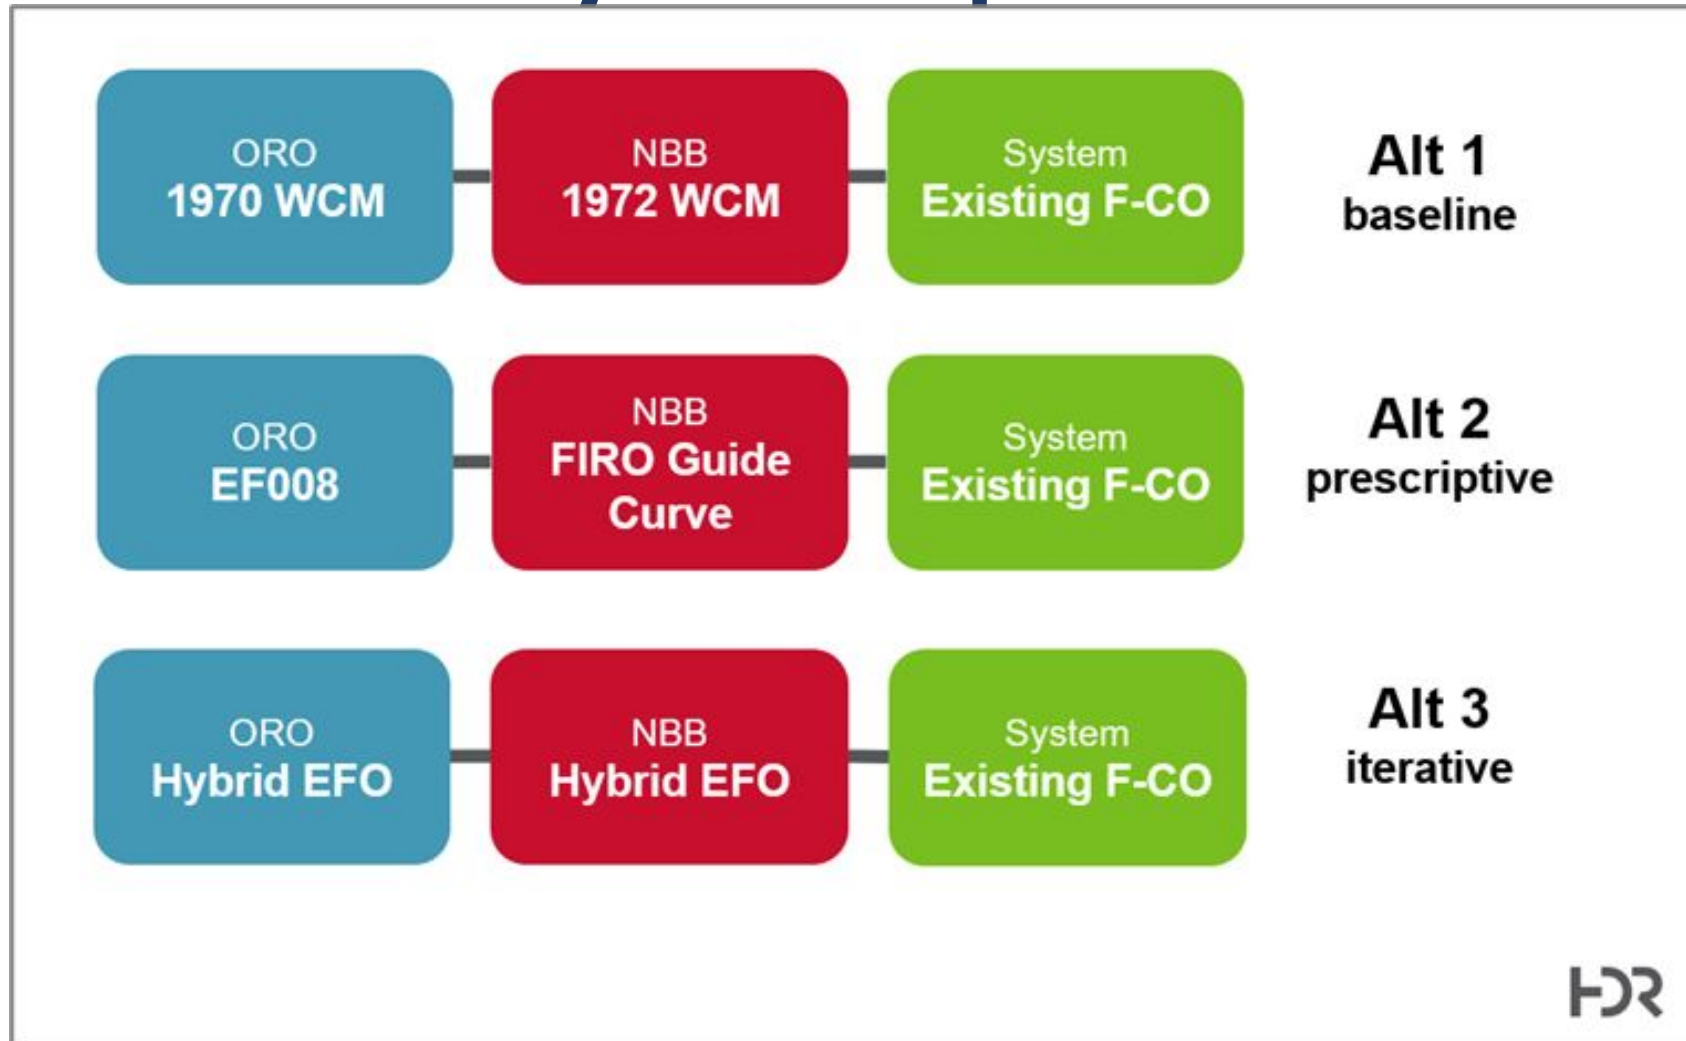 ORO
1970 WCM
NBB
1972 WCM
System
Existing F-CO
Alt 1
baseline
ORO
EF008
NBB
FIRO Guide
Curve
System
Existing F-CO
Alt 2
prescriptive
ORO
Hybrid EFO
NBB
Hybrid EFO
System
Existing F-CO
Alt 3
iterative
HDR